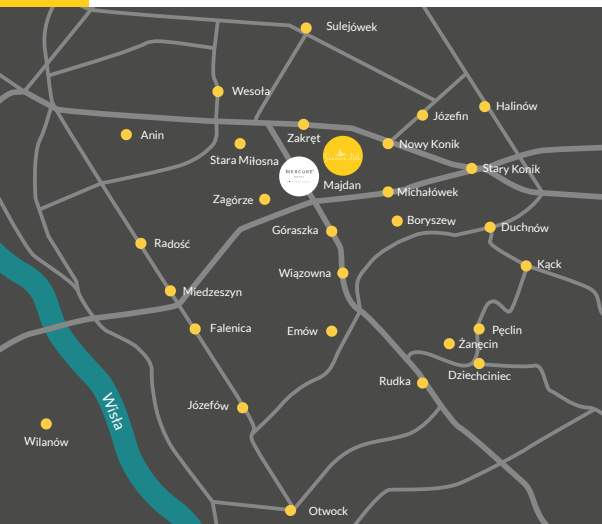 Sulejówek
Wesoła
Halinów
Józefin
Anin
Zakręt
Nowy Konik
Stara Miłosna
Stary Konik
MERCURE
HOTEL
Majdan
Michałówek
Zagórze
Boryszew
Góraszka
Duchnów
Radość
Kąck
Wiązowna
Miedzeszyn
Falenica
Emów
Pęclin
Żanęcin
Dziechciniec
Rudka
Józefów
Wisła
Wilanów
Otwock